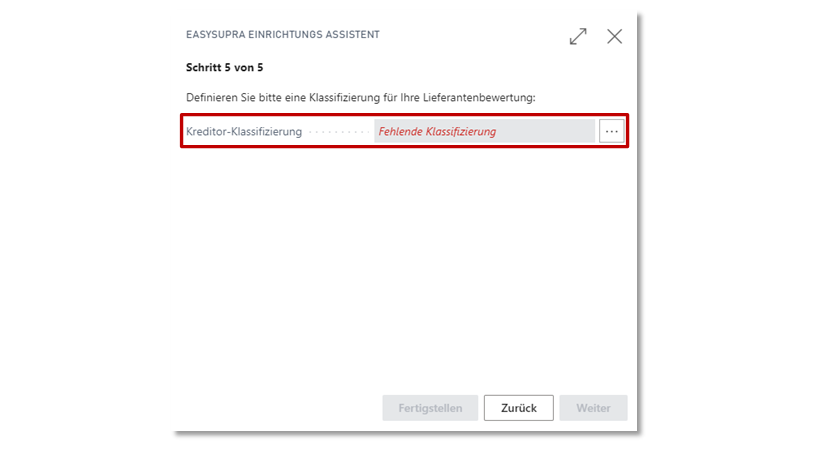 EASYSUPRA EINRICHTUNGS ASSISTENT
Schritt 5 von 5
Definieren Sie bitte eine Klassifizierung für Ihre Lieferantenbewertung:
Kreditor-Klassifizierung · · · · · · · · · · Fehlende Klassifizierung ···
Fertigstellen Zurück Weiter